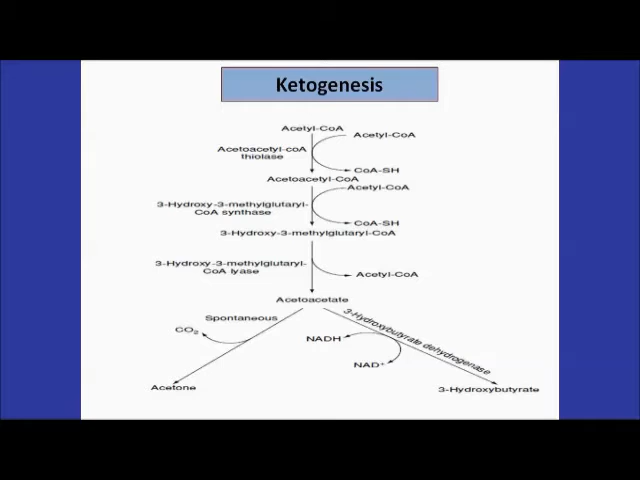 Ketogenesis
Acetyl-CoA
Acetyl-CoA
Acetoacetyl-coA
thiolase
CoA-SH
Acetoacetyl-CoA
Acetyl-CoA
3-Hydroxy-3-methylglutaryl-
CoA synthase
CoA-SH
3-Hydroxy-3-methylglutaryl-CoA
3-Hydroxy-3-methylglutaryl-
CoA lyase
Acetyl-CoA
Acetoacetate
Spontaneous
3-Hydroxybutyrate dehydrogenase
CO₂
NADH
NAD⁺
Acetone
3-Hydroxybutyrate